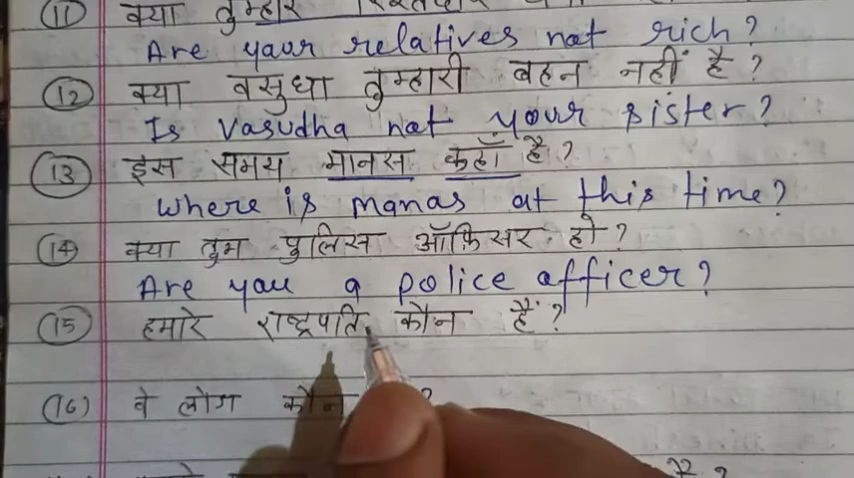 (11) क्या तुम्हारे रिश्तेदार
Are your relatives not rich?
(12) क्या वसुधा तुम्हारी बहन नहीं है?
Is Vasudha not your sister?
(13) इस समय मानस कहाँ है?
Where is manas at this time?
(14) क्या तुम पुलिस ऑफ़िसर हो?
Are you a police officer?
(15) हमारे राष्ट्रपति कौन हैं?
(16) वे लोग कौन ?